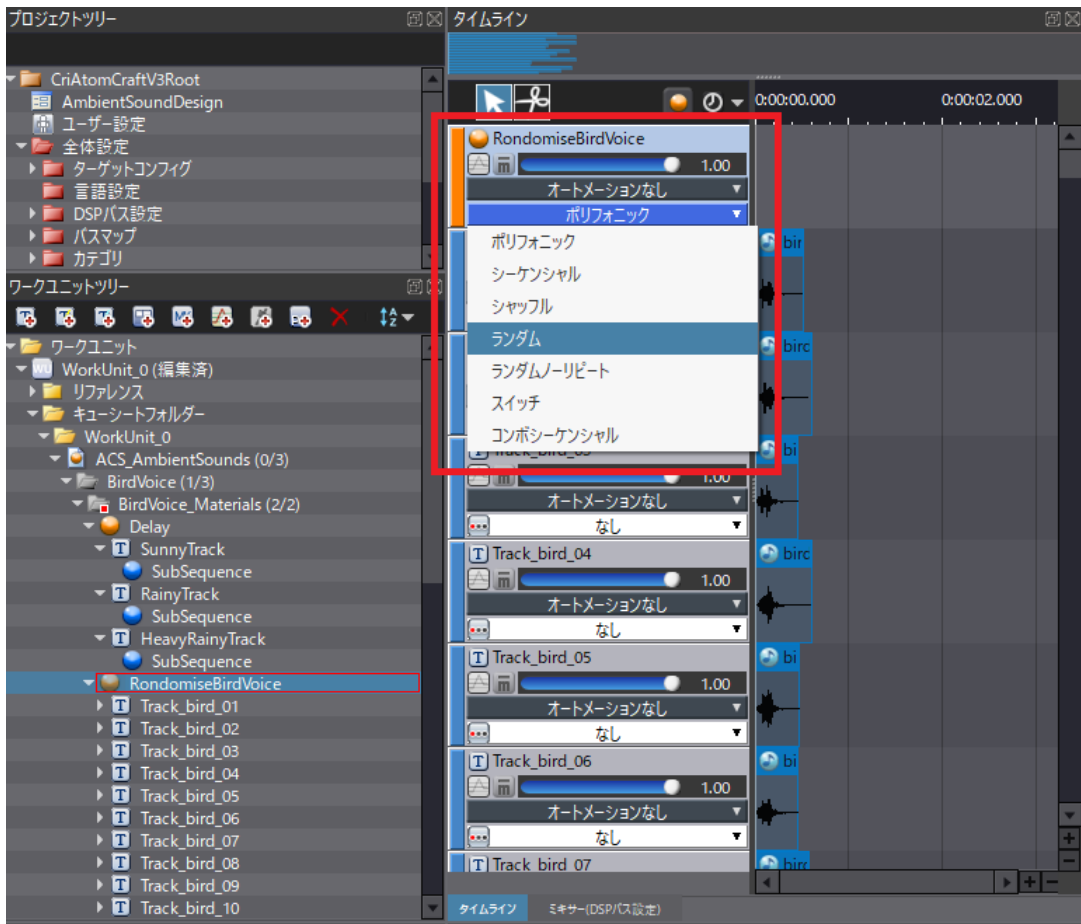 プロジェクトツリー
CriAtomCraftV3Root
AmbientSoundDesign
ユーザー設定
全体設定
ターゲットコンフィグ
言語設定
DSPバス設定
バスマップ
カテゴリ
ワークユニットツリー
ワークユニット
WorkUnit_0 (編集済)
リファレンス
キューシートフォルダー
WorkUnit_0
ACS_AmbientSounds (0/3)
BirdVoice (1/3)
BirdVoice_Materials (2/2)
Delay
SunnyTrack
SubSequence
RainyTrack
SubSequence
HeavyRainyTrack
SubSequence
RondomiseBirdVoice
Track_bird_01
Track_bird_02
Track_bird_03
Track_bird_04
Track_bird_05
Track_bird_06
Track_bird_07
Track_bird_08
Track_bird_09
Track_bird_10
タイムライン
0:00:00.000
0:00:02.000
RondomiseBirdVoice
1.00
オートメーションなし
ポリフォニック
ポリフォニック
シーケンシャル
シャッフル
ランダム
ランダムノーリピート
スイッチ
コンボシーケンシャル
bir
birc
bi
Track_bird_03
1.00
オートメーションなし
なし
Track_bird_04
birc
1.00
オートメーションなし
なし
Track_bird_05
bi
1.00
オートメーションなし
なし
Track_bird_06
bi
1.00
オートメーションなし
なし
Track_bird_07
birc
タイムライン
ミキサー(DSPバス設定)